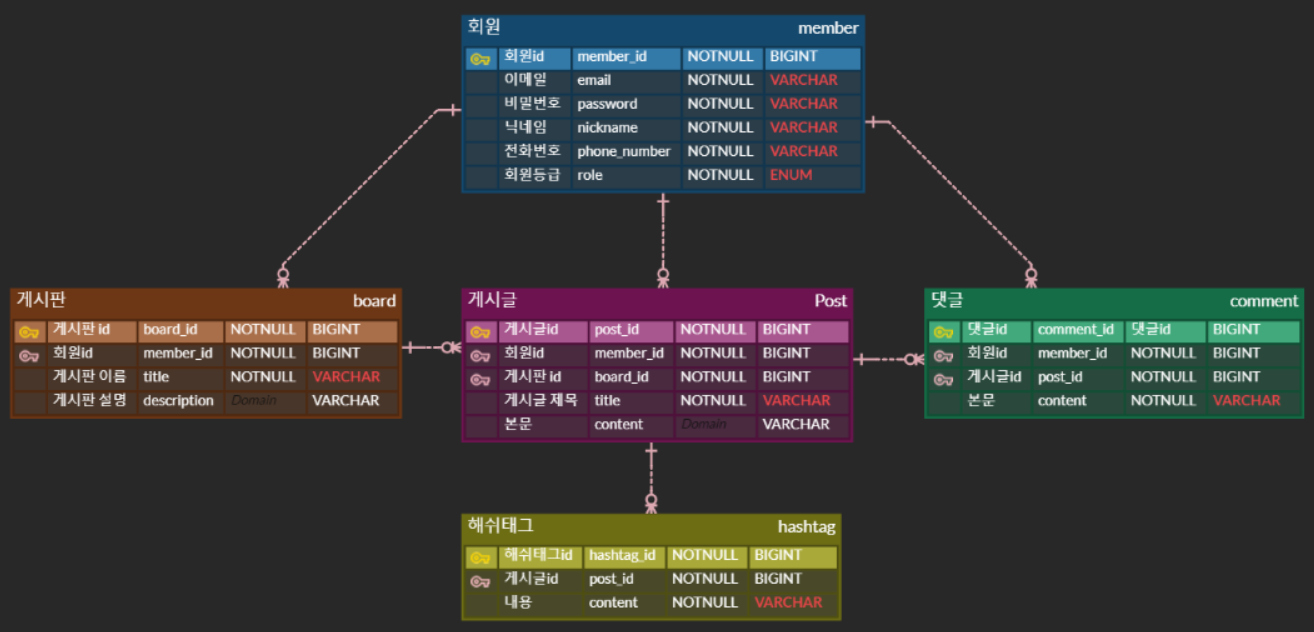 회원 member
회원id member_id NOTNULL BIGINT
이메일 email NOTNULL VARCHAR
비밀번호 password NOTNULL VARCHAR
닉네임 nickname NOTNULL VARCHAR
전화번호 phone_number NOTNULL VARCHAR
회원등급 role NOTNULL ENUM
게시판 board
게시판 id board_id NOTNULL BIGINT
회원id member_id NOTNULL BIGINT
게시판 이름 title NOTNULL VARCHAR
게시판 설명 description Domain VARCHAR
게시글 Post
게시글id post_id NOTNULL BIGINT
회원id member_id NOTNULL BIGINT
게시판 id board_id NOTNULL BIGINT
게시글 제목 title NOTNULL VARCHAR
본문 content Domain VARCHAR
댓글 comment
댓글id comment_id 댓글id BIGINT
회원id member_id NOTNULL BIGINT
게시글id post_id NOTNULL BIGINT
본문 content NOTNULL VARCHAR
해쉬태그 hashtag
해쉬태그id hashtag_id NOTNULL BIGINT
게시글id post_id NOTNULL BIGINT
내용 content NOTNULL VARCHAR